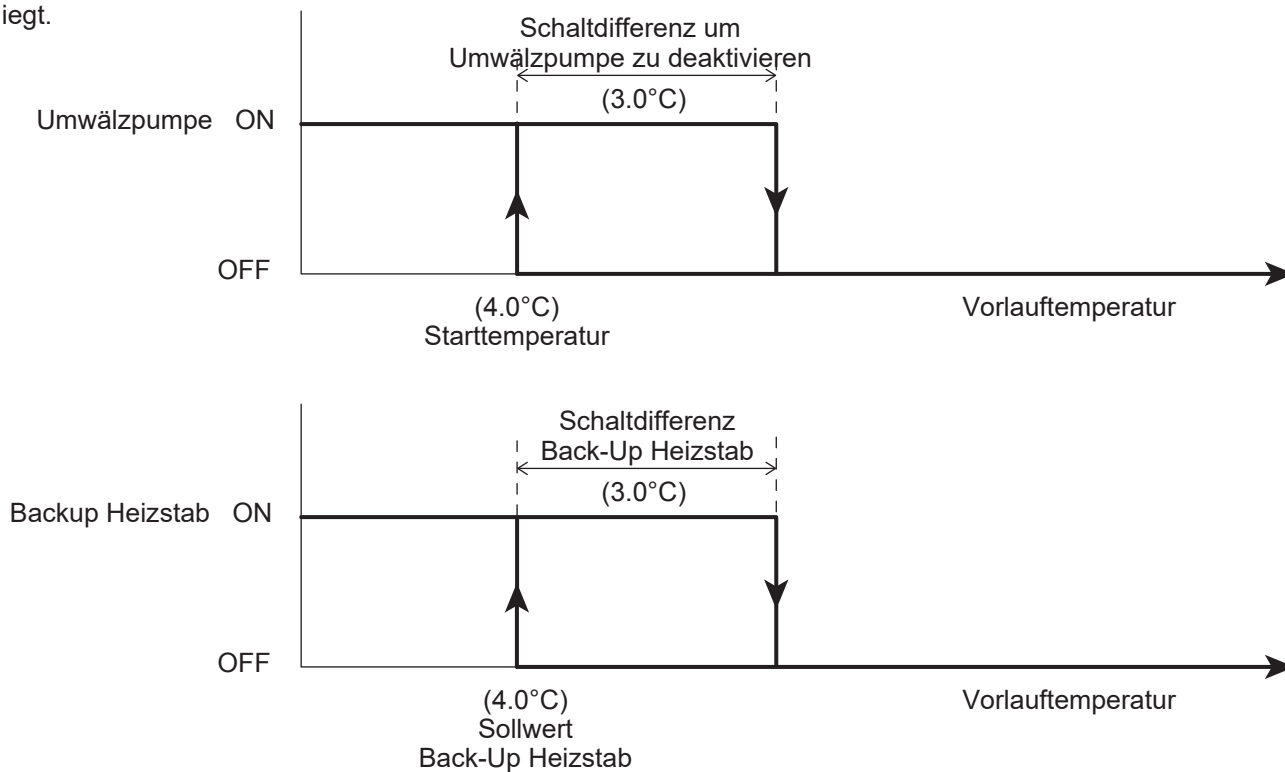 iegt.
Schaltdifferenz um
Umwälzpumpe zu deaktivieren
(3.0°C)
Umwälzpumpe ON
OFF
(4.0°C)
Starttemperatur
Vorlauftemperatur
Schaltdifferenz
Back-Up Heizstab
(3.0°C)
Backup Heizstab ON
OFF
(4.0°C)
Sollwert
Back-Up Heizstab
Vorlauftemperatur